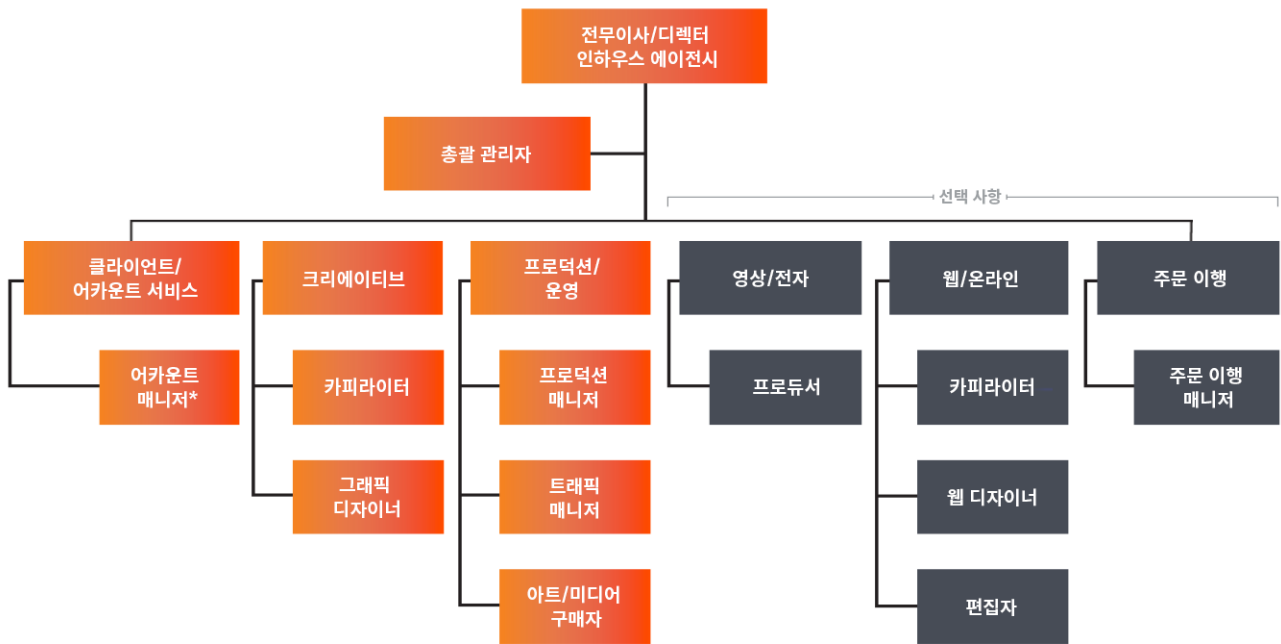 전무이사/디렉터
인하우스 에이전시
총괄 관리자
선택 사항
클라이언트/
어카운트 서비스
크리에이티브
프로덕션/
운영
영상/전자
웹/온라인
주문 이행
어카운트
매니저*
카피라이터
프로덕션
매니저
프로듀서
카피라이터
주문 이행
매니저
그래픽
디자이너
트래픽
매니저
웹 디자이너
아트/미디어
구매자
편집자